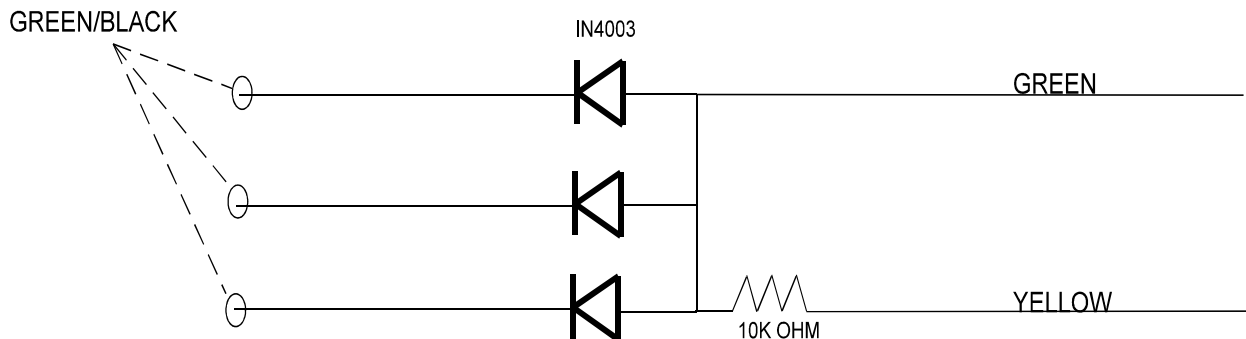 GREEN/BLACK
IN4003
GREEN
YELLOW
10K OHM